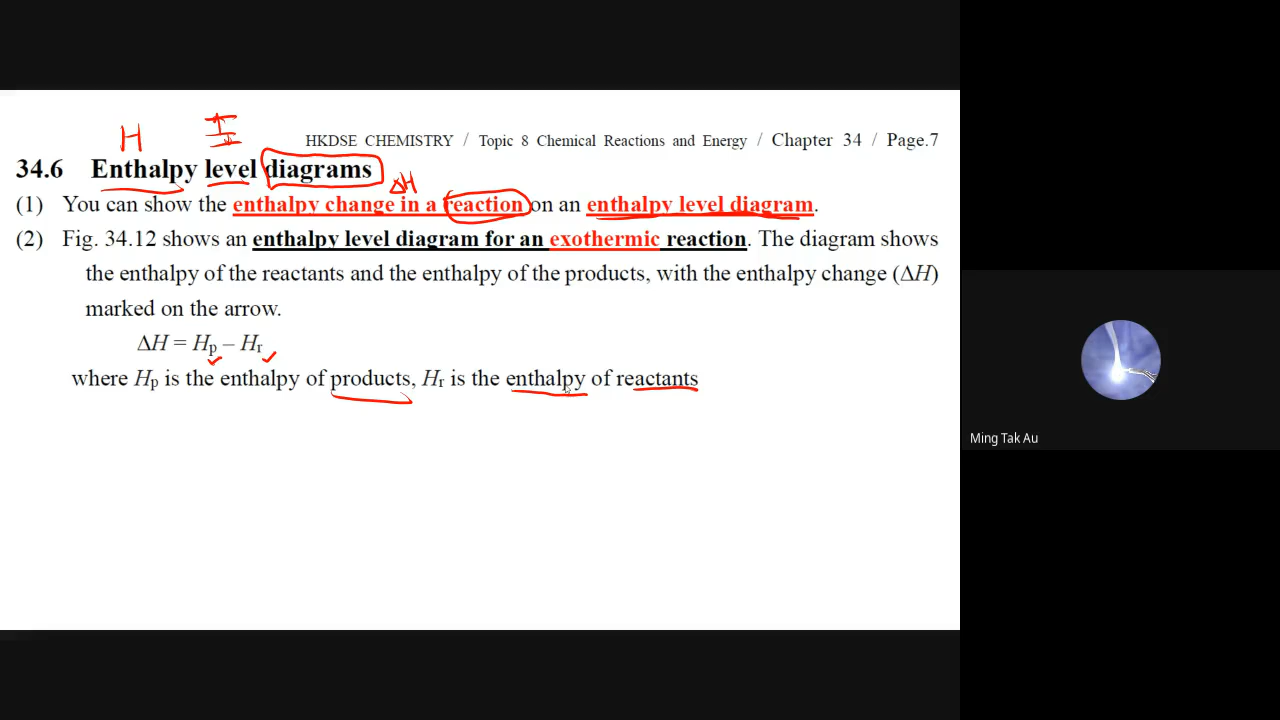 H
HKDSE CHEMISTRY / Topic 8 Chemical Reactions and Energy / Chapter 34 / Page.7
34.6 Enthalpy level diagrams
ΔH
(1) You can show the enthalpy change in a reaction on an enthalpy level diagram.
(2) Fig. 34.12 shows an enthalpy level diagram for an exothermic reaction. The diagram shows
the enthalpy of the reactants and the enthalpy of the products, with the enthalpy change (ΔH)
marked on the arrow.
ΔH = Hp – Hr
where Hp is the enthalpy of products, Hr is the enthalpy of reactants
Ming Tak Au